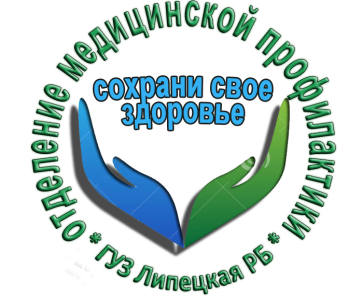 отделение медицинской профилактики
сохрани свое
здоровье
* ГУЗ Липецкая РБ *